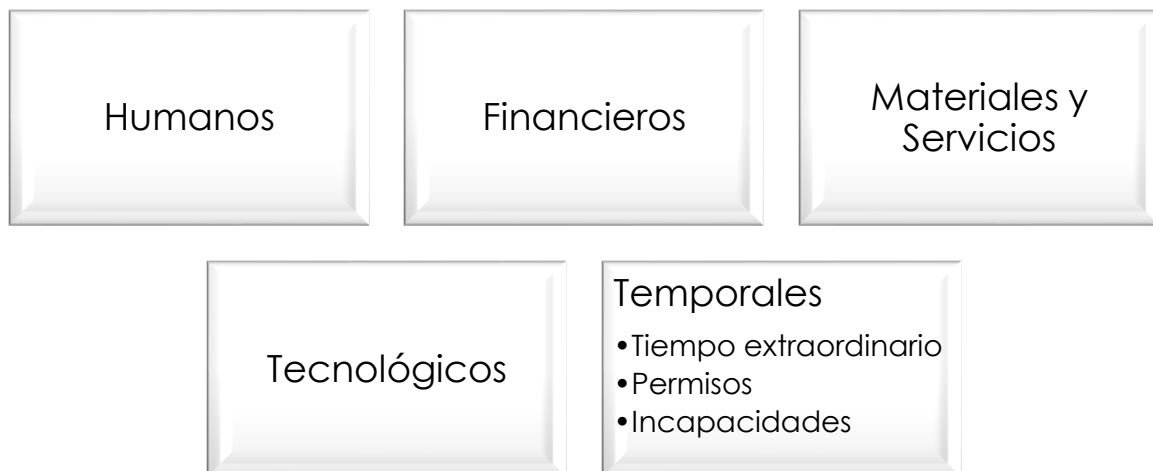 Humanos
Financieros
Materiales y
Servicios
Tecnológicos
Temporales
•Tiempo extraordinario
•Permisos
•Incapacidades